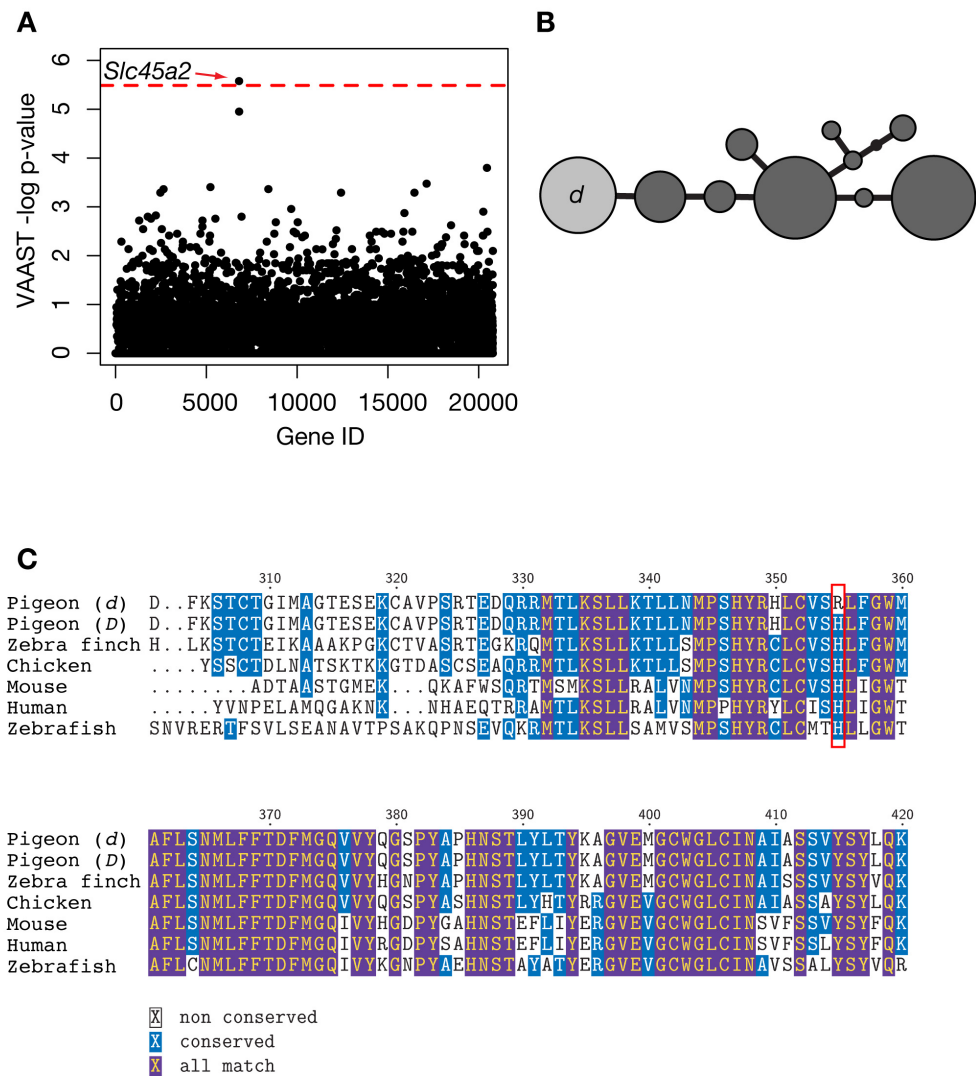 A
B
6
5
4
3
2
1
0
VAAST -log p-value
Slc45a2
d
0 5000 10000 15000 20000
Gene ID
C
310 320 330 340 350 360
Pigeon (d) D..FKSTCTGIMAGTESEKCAVPSRTEDQRRMTLKSLLKTLLNMPSHYRHLCVSRLFGWM
Pigeon (D) D..FKSTCTGIMAGTESEKCAVPSRTEDQRRMTLKSLLKTLLNMPSHYRHLCVSHLFGWM
Zebra finch H..LKSTCTEIKAAAKPGKCTVASRTEGKRQMTLKSLLKTLLSMPSHYRCLCVSHLFGWM
Chicken ....YSSCTDLNATSKTKKGTDASCSEAQRRMTLKSLLKTLLSMPSHYRCLCVSHLFGWM
Mouse ........ADTAASTGMEK...QKAFWSQRTMSMKSLLRALVNMPSHYRCLCVSHLIGWT
Human .....YVNPELAMQGAKNK...NHAEQTRRAMTLKSLLRALVNMPPHYRYLCISHLIGWT
Zebrafish SNVRERTFSVLSEANAVTPSAKQPNSEVQKRMTLKSLLSAMVSMPSHYRCLCMTHLLGWT
370 380 390 400 410 420
Pigeon (d) AFLSNMLFFTDFMGQVVYQGSPYAPHNSTLYLTYKAGVEMGCWGLCINAIASSVYSYLQK
Pigeon (D) AFLSNMLFFTDFMGQVVYQGSPYAPHNSTLYLTYKAGVEMGCWGLCINAIASSVYSYLQK
Zebra finch AFLSNMLFFTDFMGQVVYHGNPYAPHNSTLYLTYKAGVEMGCWGLCINAISSSVYSYVQK
Chicken AFLSNMLFFTDFMGQVVYQGSPYASHNSTLYHTYRRGVEVGCWGLCINAIASSAYSYVQK
Mouse AFLSNMLFFTDFMGQIVYHGDPYGAHNSTEFLIYERGVEVGCWGLCINSVFSSVYSYFQK
Human AFLSNMLFFTDFMGQIVYRGDPYSAHNSTEFLIYERGVEVGCWGLCINSVFSSLYSYFQK
Zebrafish AFLCNMLFFTDFMGQIVYKGNPYAEHNSTAYATYERGVEVGCWGLCINAVSSALYSYVQR
X non conserved
X conserved
X all match